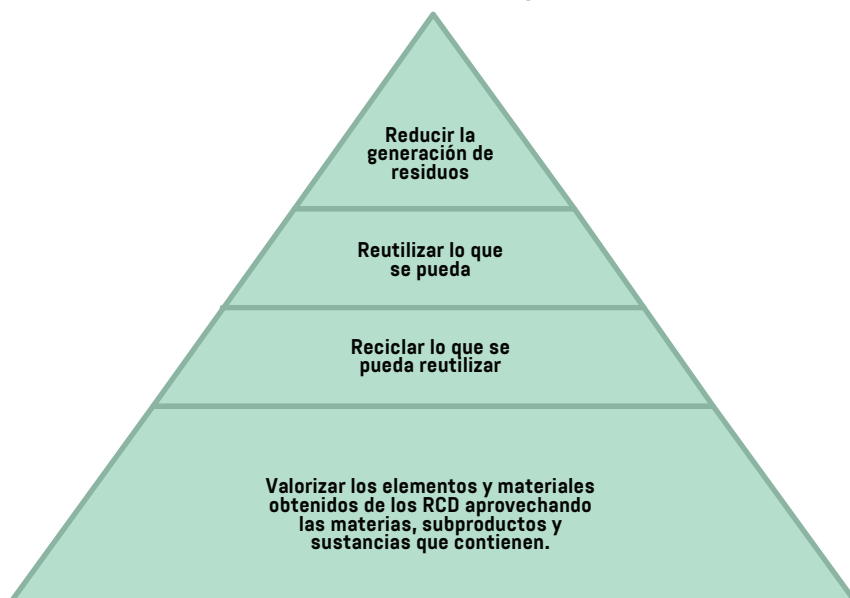 Reducir la
generación de
residuos
Reutilizar lo que
se pueda
Reciclar lo que se
pueda reutilizar
Valorizar los elementos y materiales
obtenidos de los RCD aprovechando
las materias, subproductos y
sustancias que contienen.